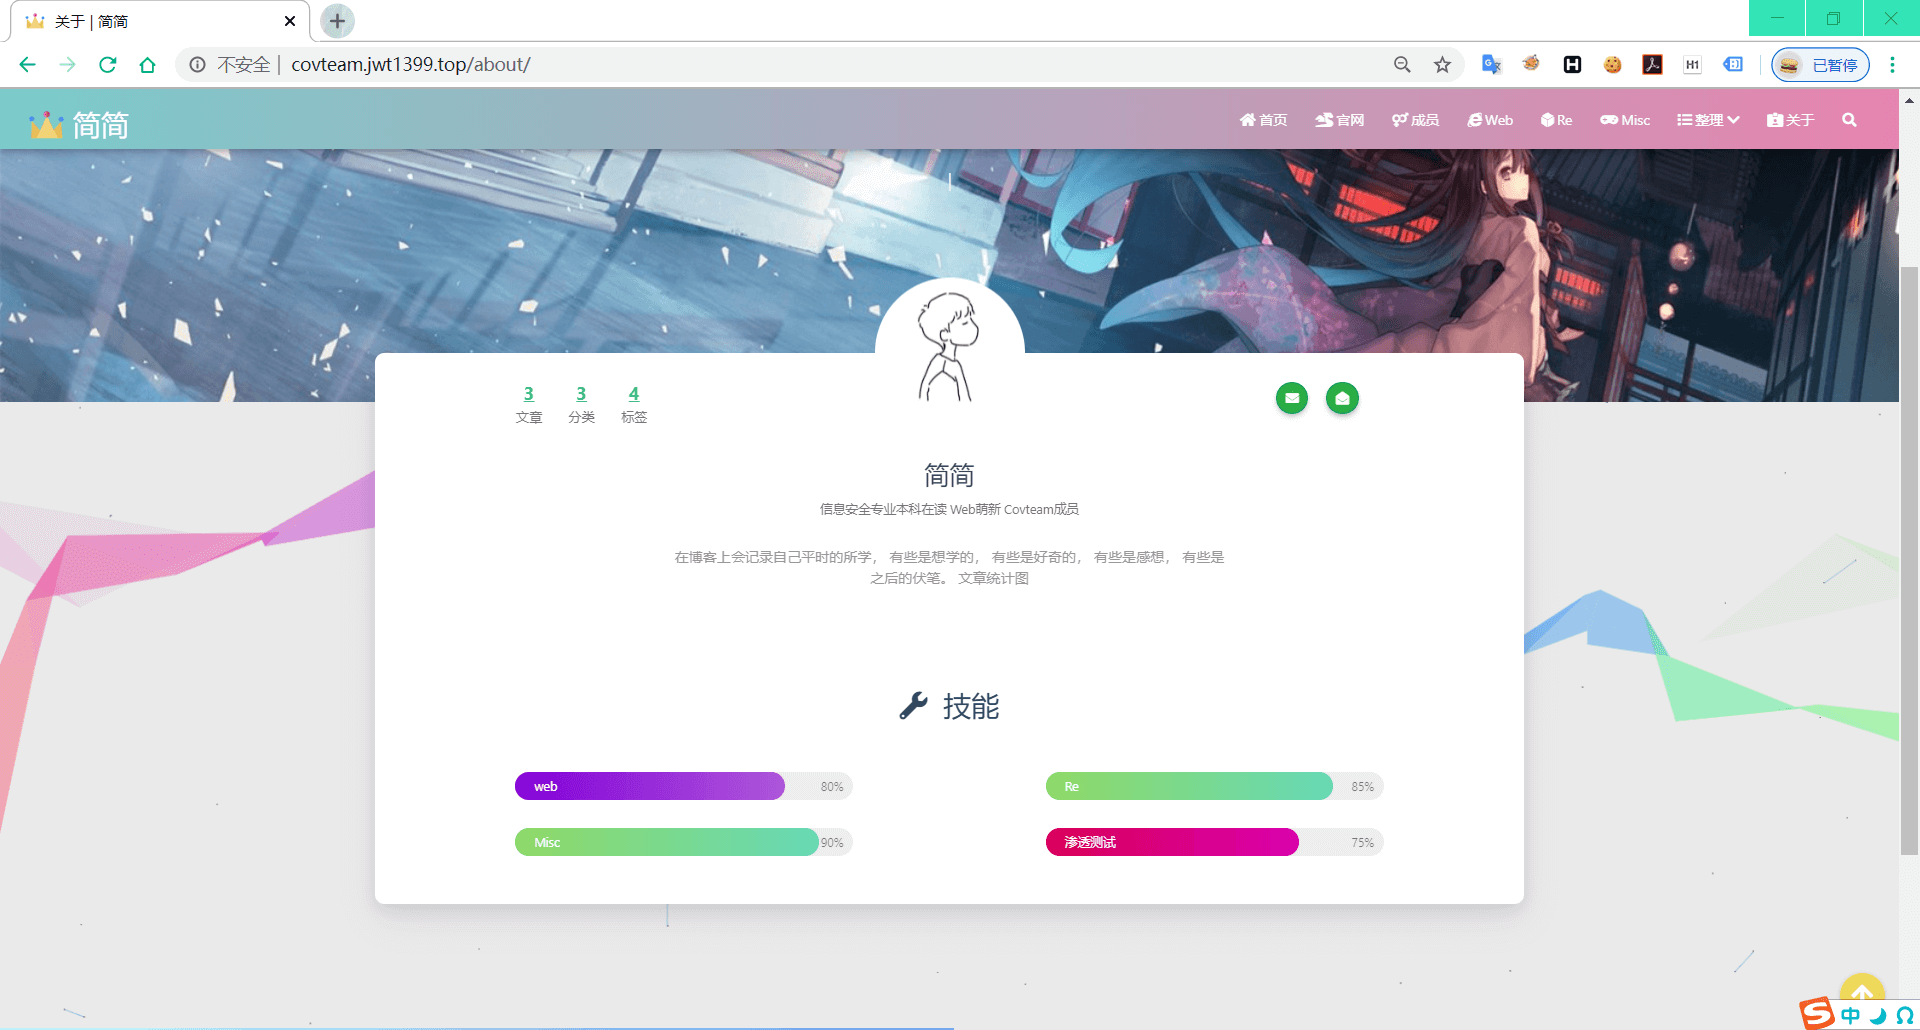 关于 | 简简
不安全 | covteam.jwt1399.top/about/
已暂停
简简
首页 官网 成员 Web Re Misc 整理 关于
3 3 4
文章 分类 标签
简简
信息安全专业本科在读 Web萌新 Covteam成员
在博客上会记录自己平时的所学， 有些是想学的， 有些是好奇的， 有些是感想， 有些是
之后的伏笔。 文章统计图
技能
web 80% Re 85%
Misc 90% 渗透测试 75%
中